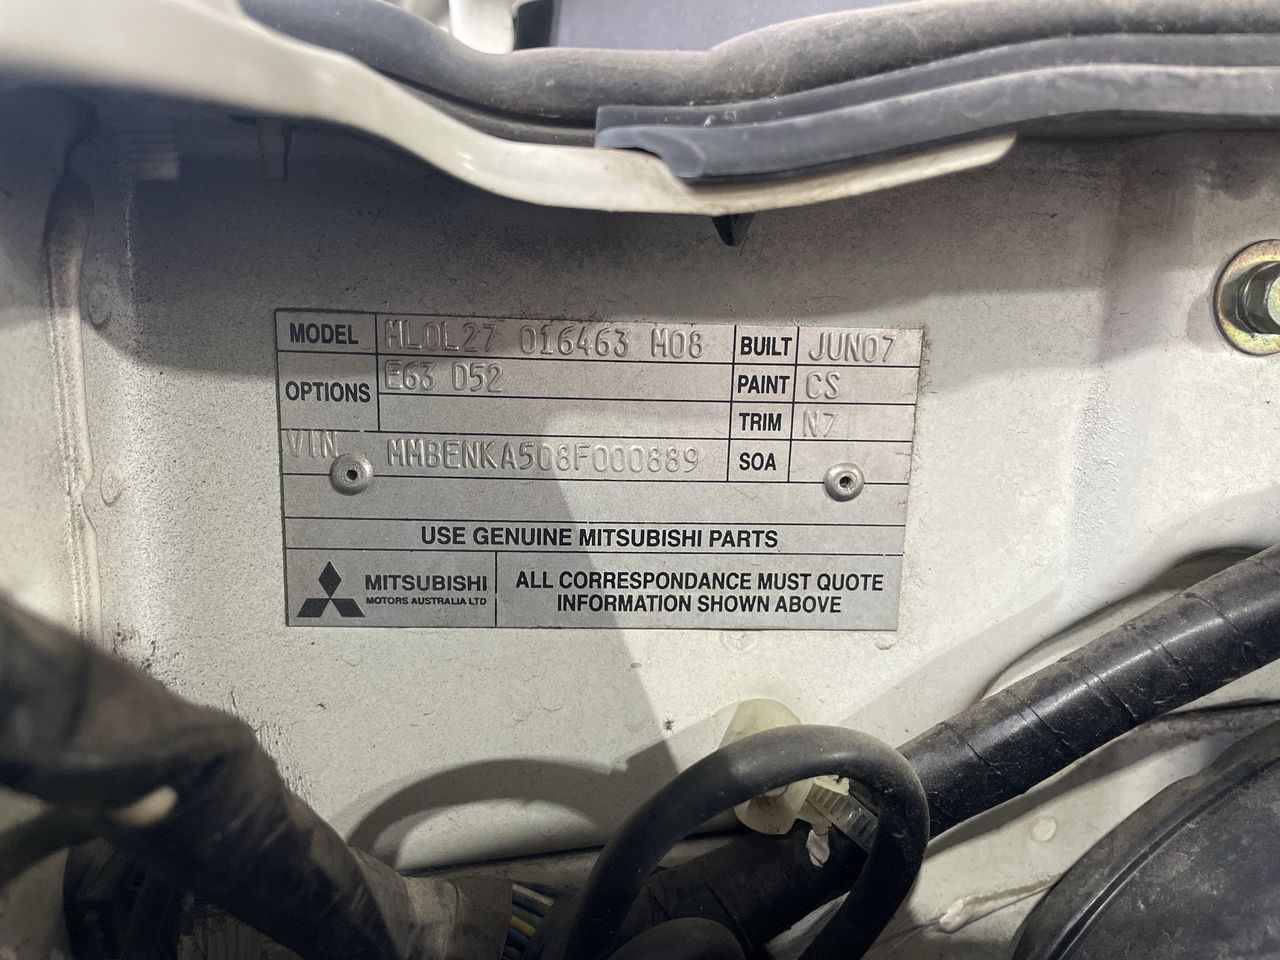 MODEL ML0L27 016463 M08 BUILT JUN07
OPTIONS E63 D52 PAINT CS
TRIM N7
VIN MMBENKA508F000889 SOA
USE GENUINE MITSUBISHI PARTS
MITSUBISHI
MOTORS AUSTRALIA LTD
ALL CORRESPONDANCE MUST QUOTE
INFORMATION SHOWN ABOVE